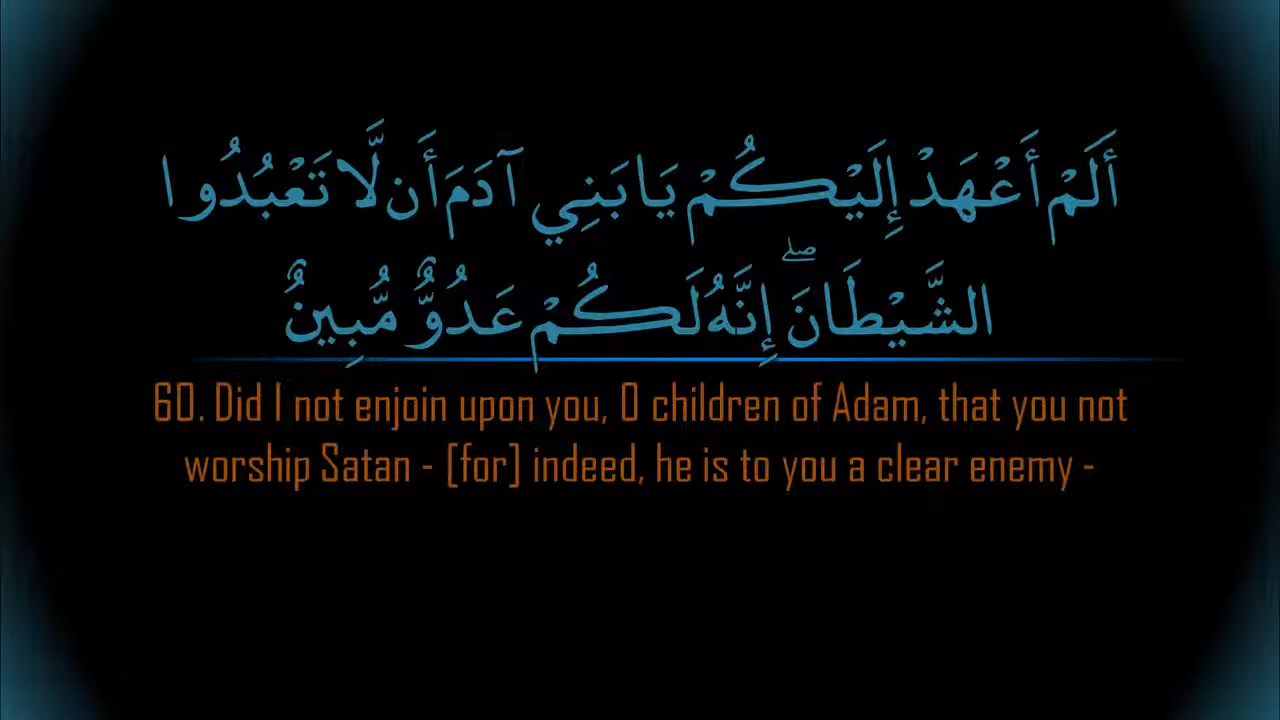 أَلَمْ أَعْهَدْ إِلَيْكُمْ يَا بَنِي آدَمَ أَن لَّا تَعْبُدُوا
الشَّيْطَانَ ۖ إِنَّهُ لَكُمْ عَدُوٌّ مُّبِينٌ
60. Did I not enjoin upon you, O children of Adam, that you not
worship Satan - [for] indeed, he is to you a clear enemy -